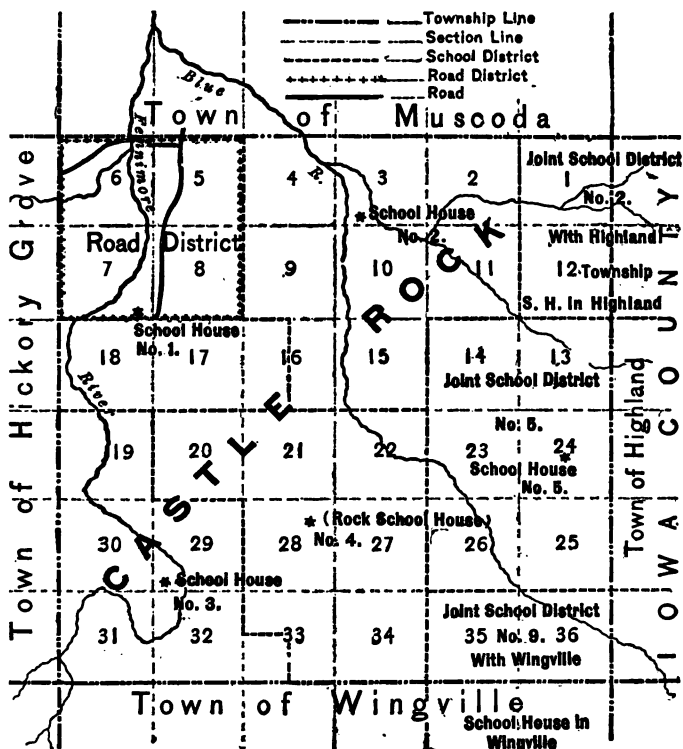 Township Line
Section Line
School District
Road District
Road
Blue
R.
Town of Muscoda
Fennimore
River
Town of Hickory Grove
6 5 4 3 2 1
Joint School District
No. 2.
With Highland
* School House
No. 2.
Road District
7 8 9 10 11 12
Township
S. H. in Highland
* School House
No. 1.
18 17 16 15 14 13
Joint School District
No. 5.
19 20 21 22 23 24
* School House
No. 5.
CASTLE ROCK
* (Rock School House)
No. 4.
30 29 28 27 26 25
* School House
No. 3.
Joint School District
31 32 33 34 35 No. 9. 36
With Wingville
Town of Highland
IOWA COUNTY
Town of Wingville
School House in
Wingville